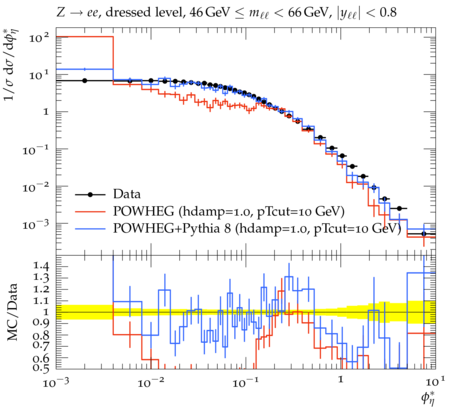 Z → ee, dressed level, 46 GeV ≤ mℓℓ < 66 GeV, |yℓℓ| < 0.8
1/σ dσ/dϕ*η
10²
10¹
1
10⁻¹
10⁻²
10⁻³
Data
POWHEG (hdamp=1.0, pTcut=10 GeV)
POWHEG+Pythia 8 (hdamp=1.0, pTcut=10 GeV)
MC/Data
1.4
1.3
1.2
1.1
1
0.9
0.8
0.7
0.6
0.5
10⁻³ 10⁻² 10⁻¹ 1 10¹
ϕ*η